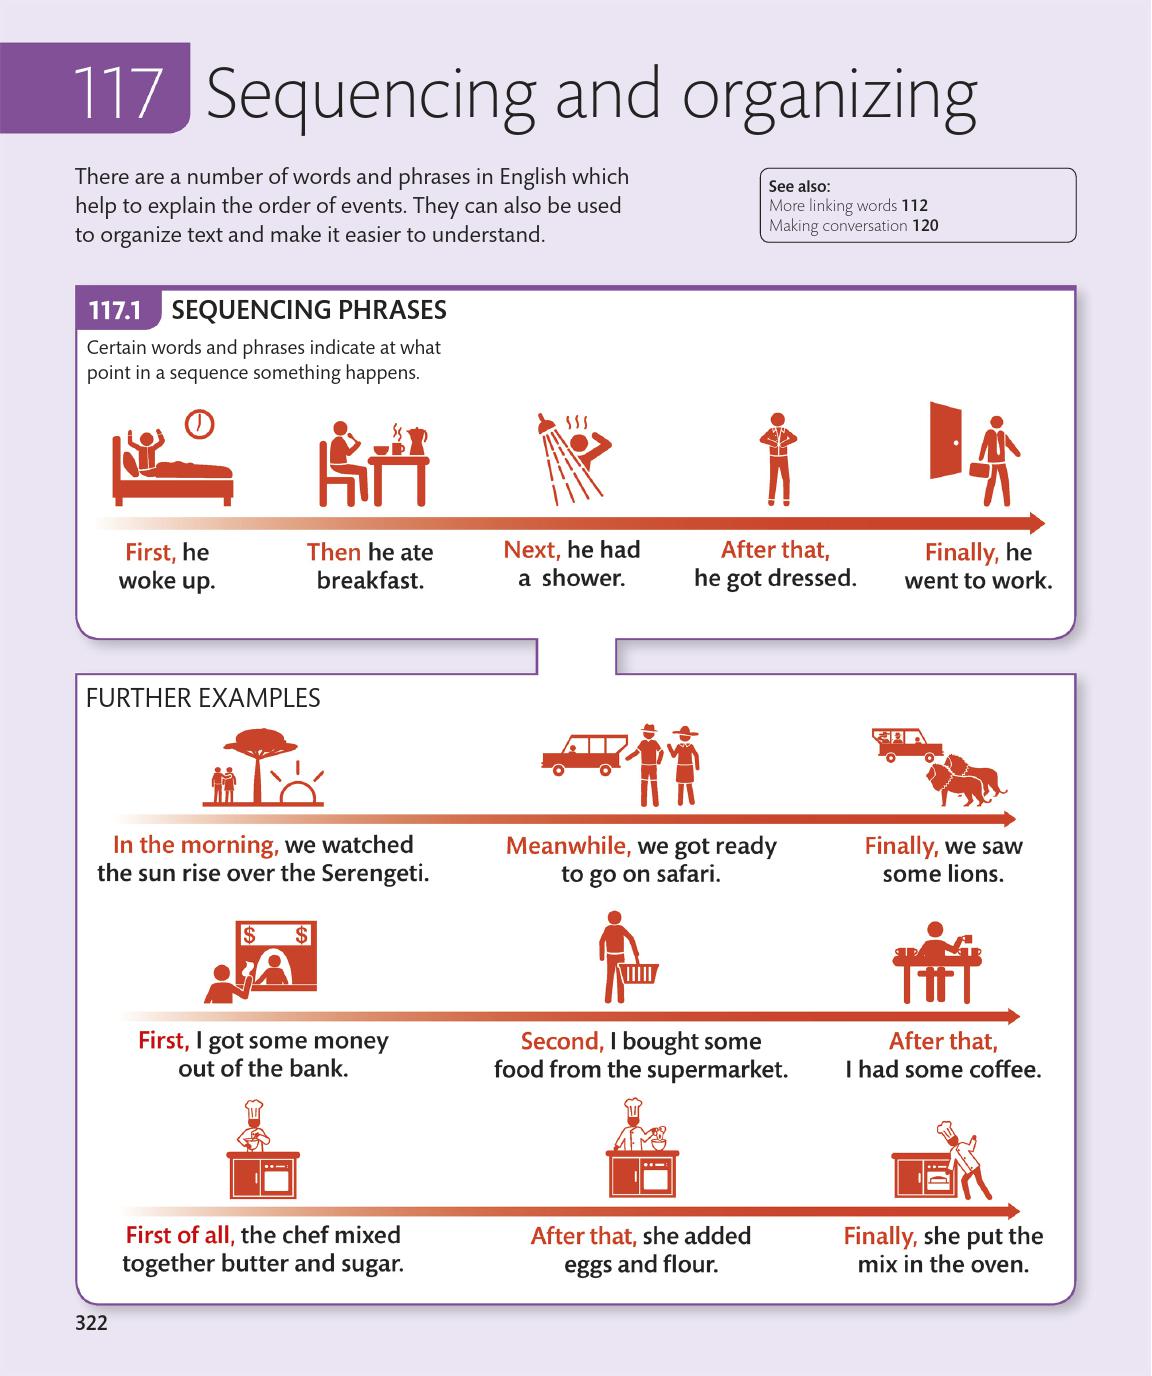 117 Sequencing and organizing
There are a number of words and phrases in English which
help to explain the order of events. They can also be used
to organize text and make it easier to understand.
See also:
More linking words 112
Making conversation 120
117.1 SEQUENCING PHRASES
Certain words and phrases indicate at what
point in a sequence something happens.
First, he
woke up.
Then he ate
breakfast.
Next, he had
a shower.
After that,
he got dressed.
Finally, he
went to work.
FURTHER EXAMPLES
In the morning, we watched
the sun rise over the Serengeti.
Meanwhile, we got ready
to go on safari.
Finally, we saw
some lions.
$ $
First, I got some money
out of the bank.
Second, I bought some
food from the supermarket.
After that,
I had some coffee.
First of all, the chef mixed
together butter and sugar.
After that, she added
eggs and flour.
Finally, she put the
mix in the oven.
322